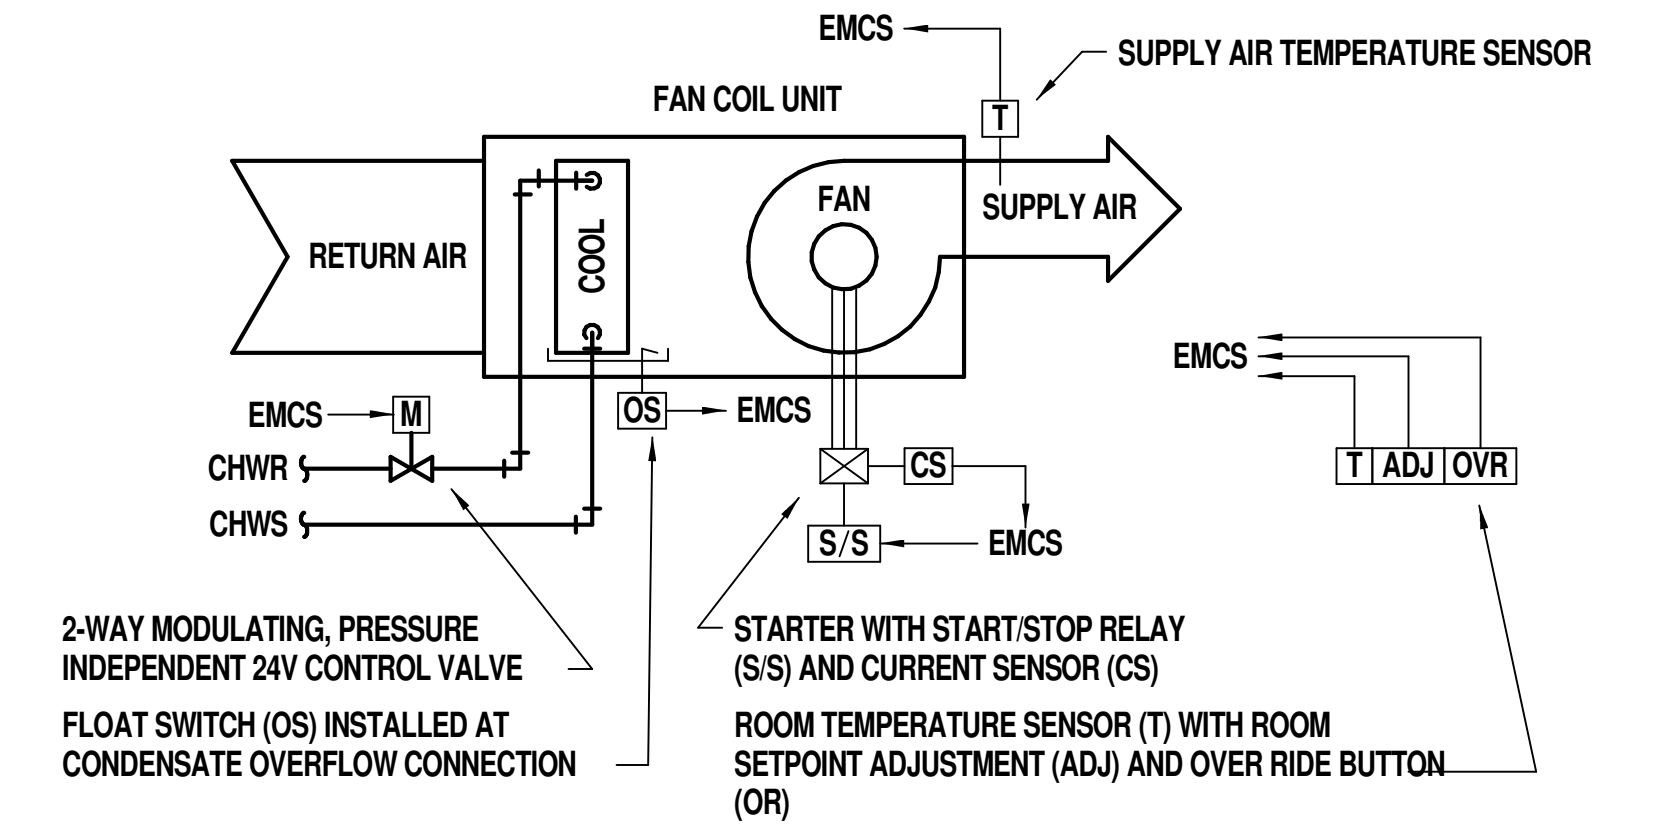 EMCS
SUPPLY AIR TEMPERATURE SENSOR
FAN COIL UNIT
T
FAN
SUPPLY AIR
RETURN AIR
COOL
EMCS
EMCS
M
OS
EMCS
CHWR
CS
T
ADJ
OVR
CHWS
S/S
EMCS
2-WAY MODULATING, PRESSURE
INDEPENDENT 24V CONTROL VALVE
STARTER WITH START/STOP RELAY
(S/S) AND CURRENT SENSOR (CS)
FLOAT SWITCH (OS) INSTALLED AT
CONDENSATE OVERFLOW CONNECTION
ROOM TEMPERATURE SENSOR (T) WITH ROOM
SETPOINT ADJUSTMENT (ADJ) AND OVER RIDE BUTTON
(OR)